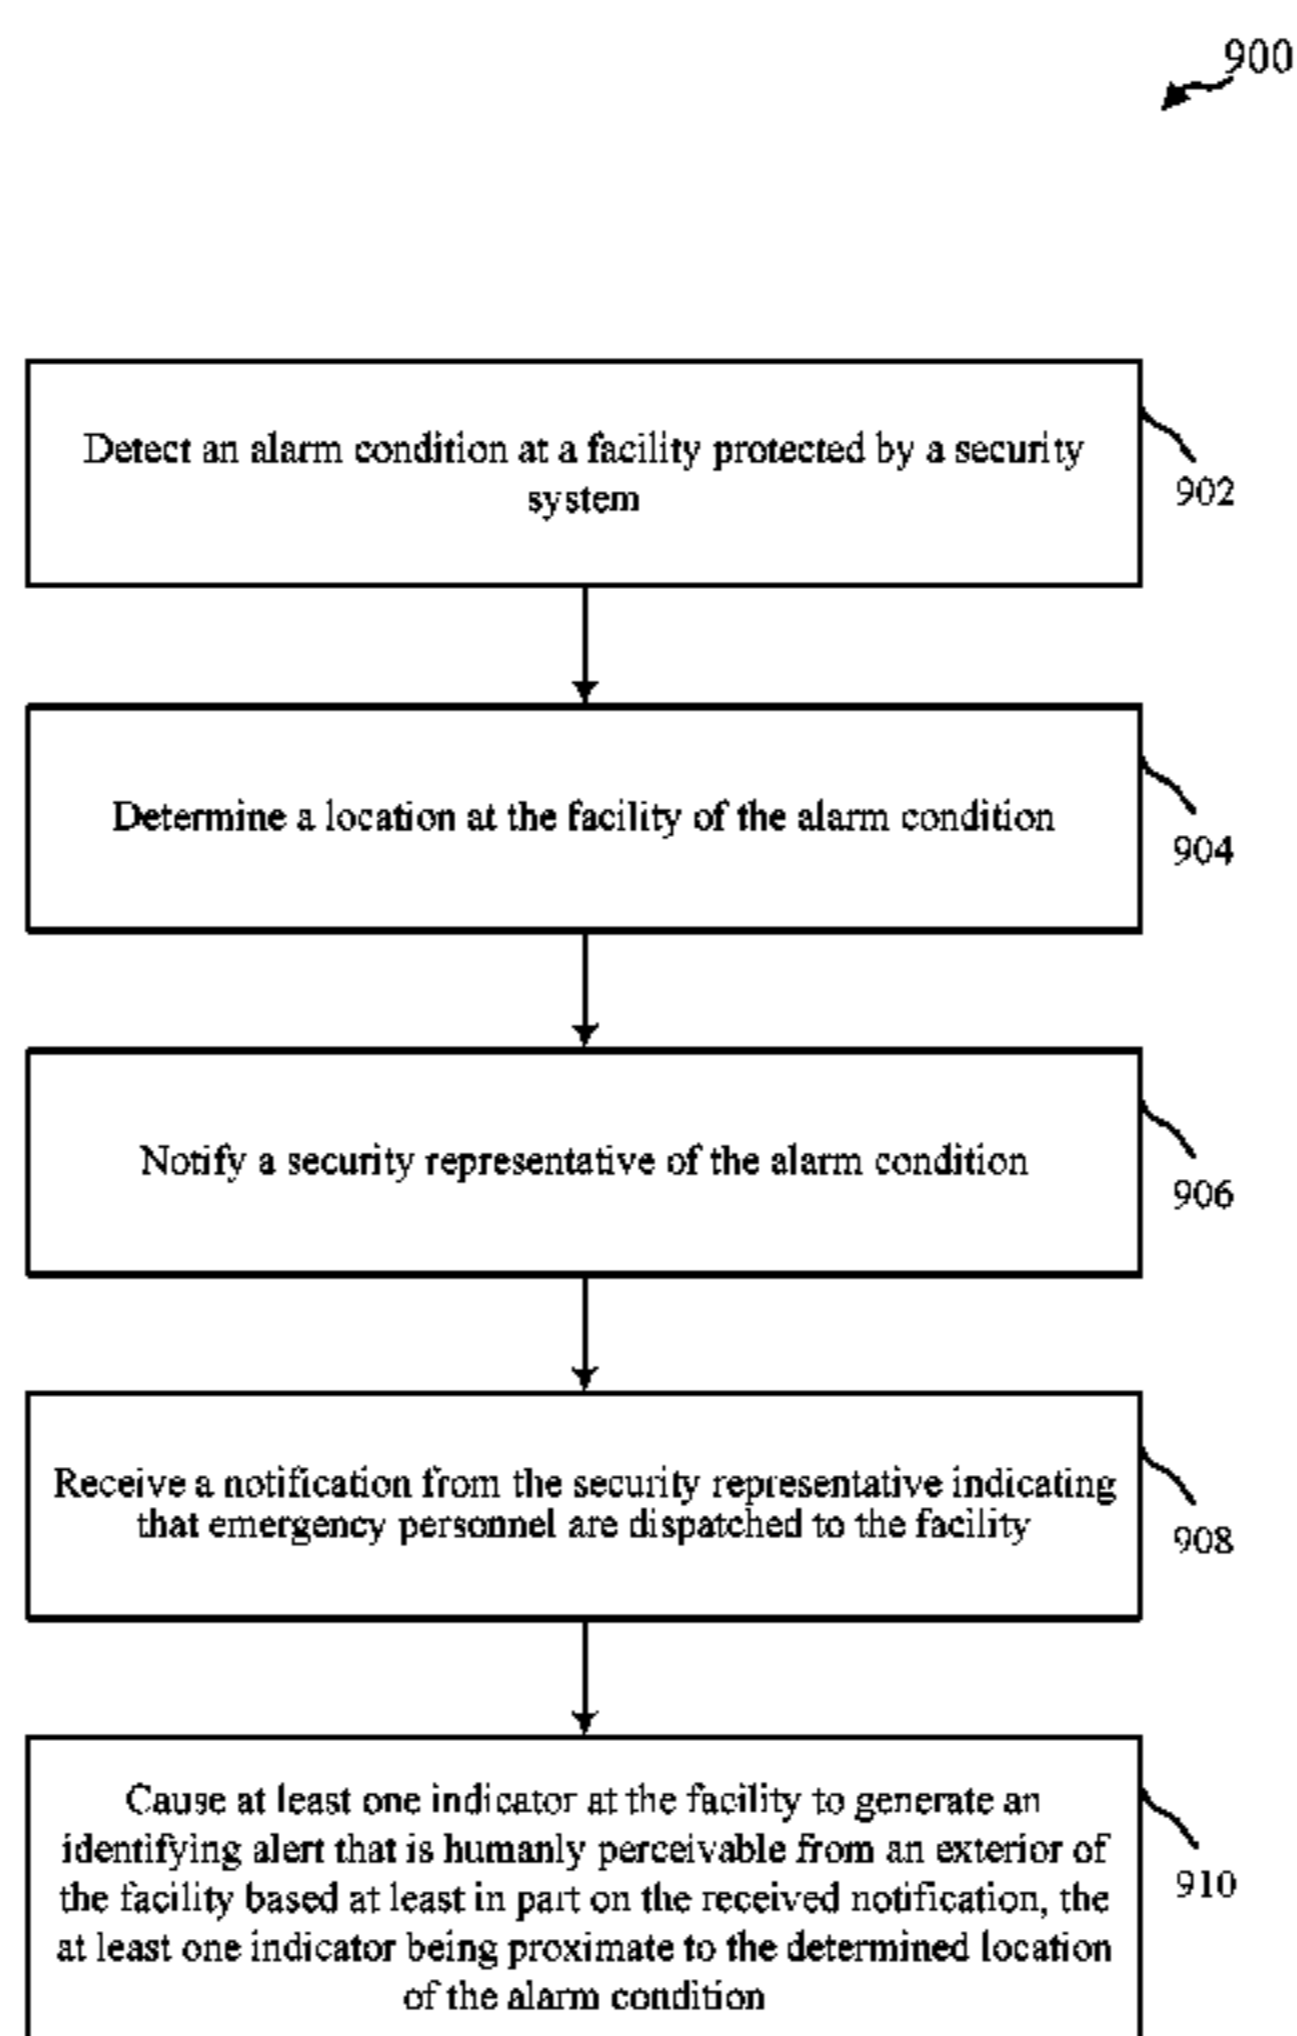 900
Detect an alarm condition at a facility protected by a security
system
902
Determine a location at the facility of the alarm condition
904
Notify a security representative of the alarm condition
906
Receive a notification from the security representative indicating
that emergency personnel are dispatched to the facility
908
Cause at least one indicator at the facility to generate an
identifying alert that is humanly perceivable from an exterior of
the facility based at least in part on the received notification, the
at least one indicator being proximate to the determined location
of the alarm condition
910